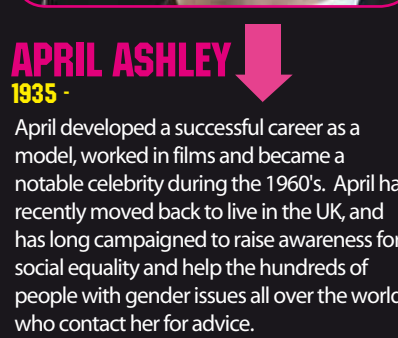 APRIL ASHLEY
1935 -
April developed a successful career as a
model, worked in films and became a
notable celebrity during the 1960's. April ha
recently moved back to live in the UK, and
has long campaigned to raise awareness for
social equality and help the hundreds of
people with gender issues all over the world
who contact her for advice.